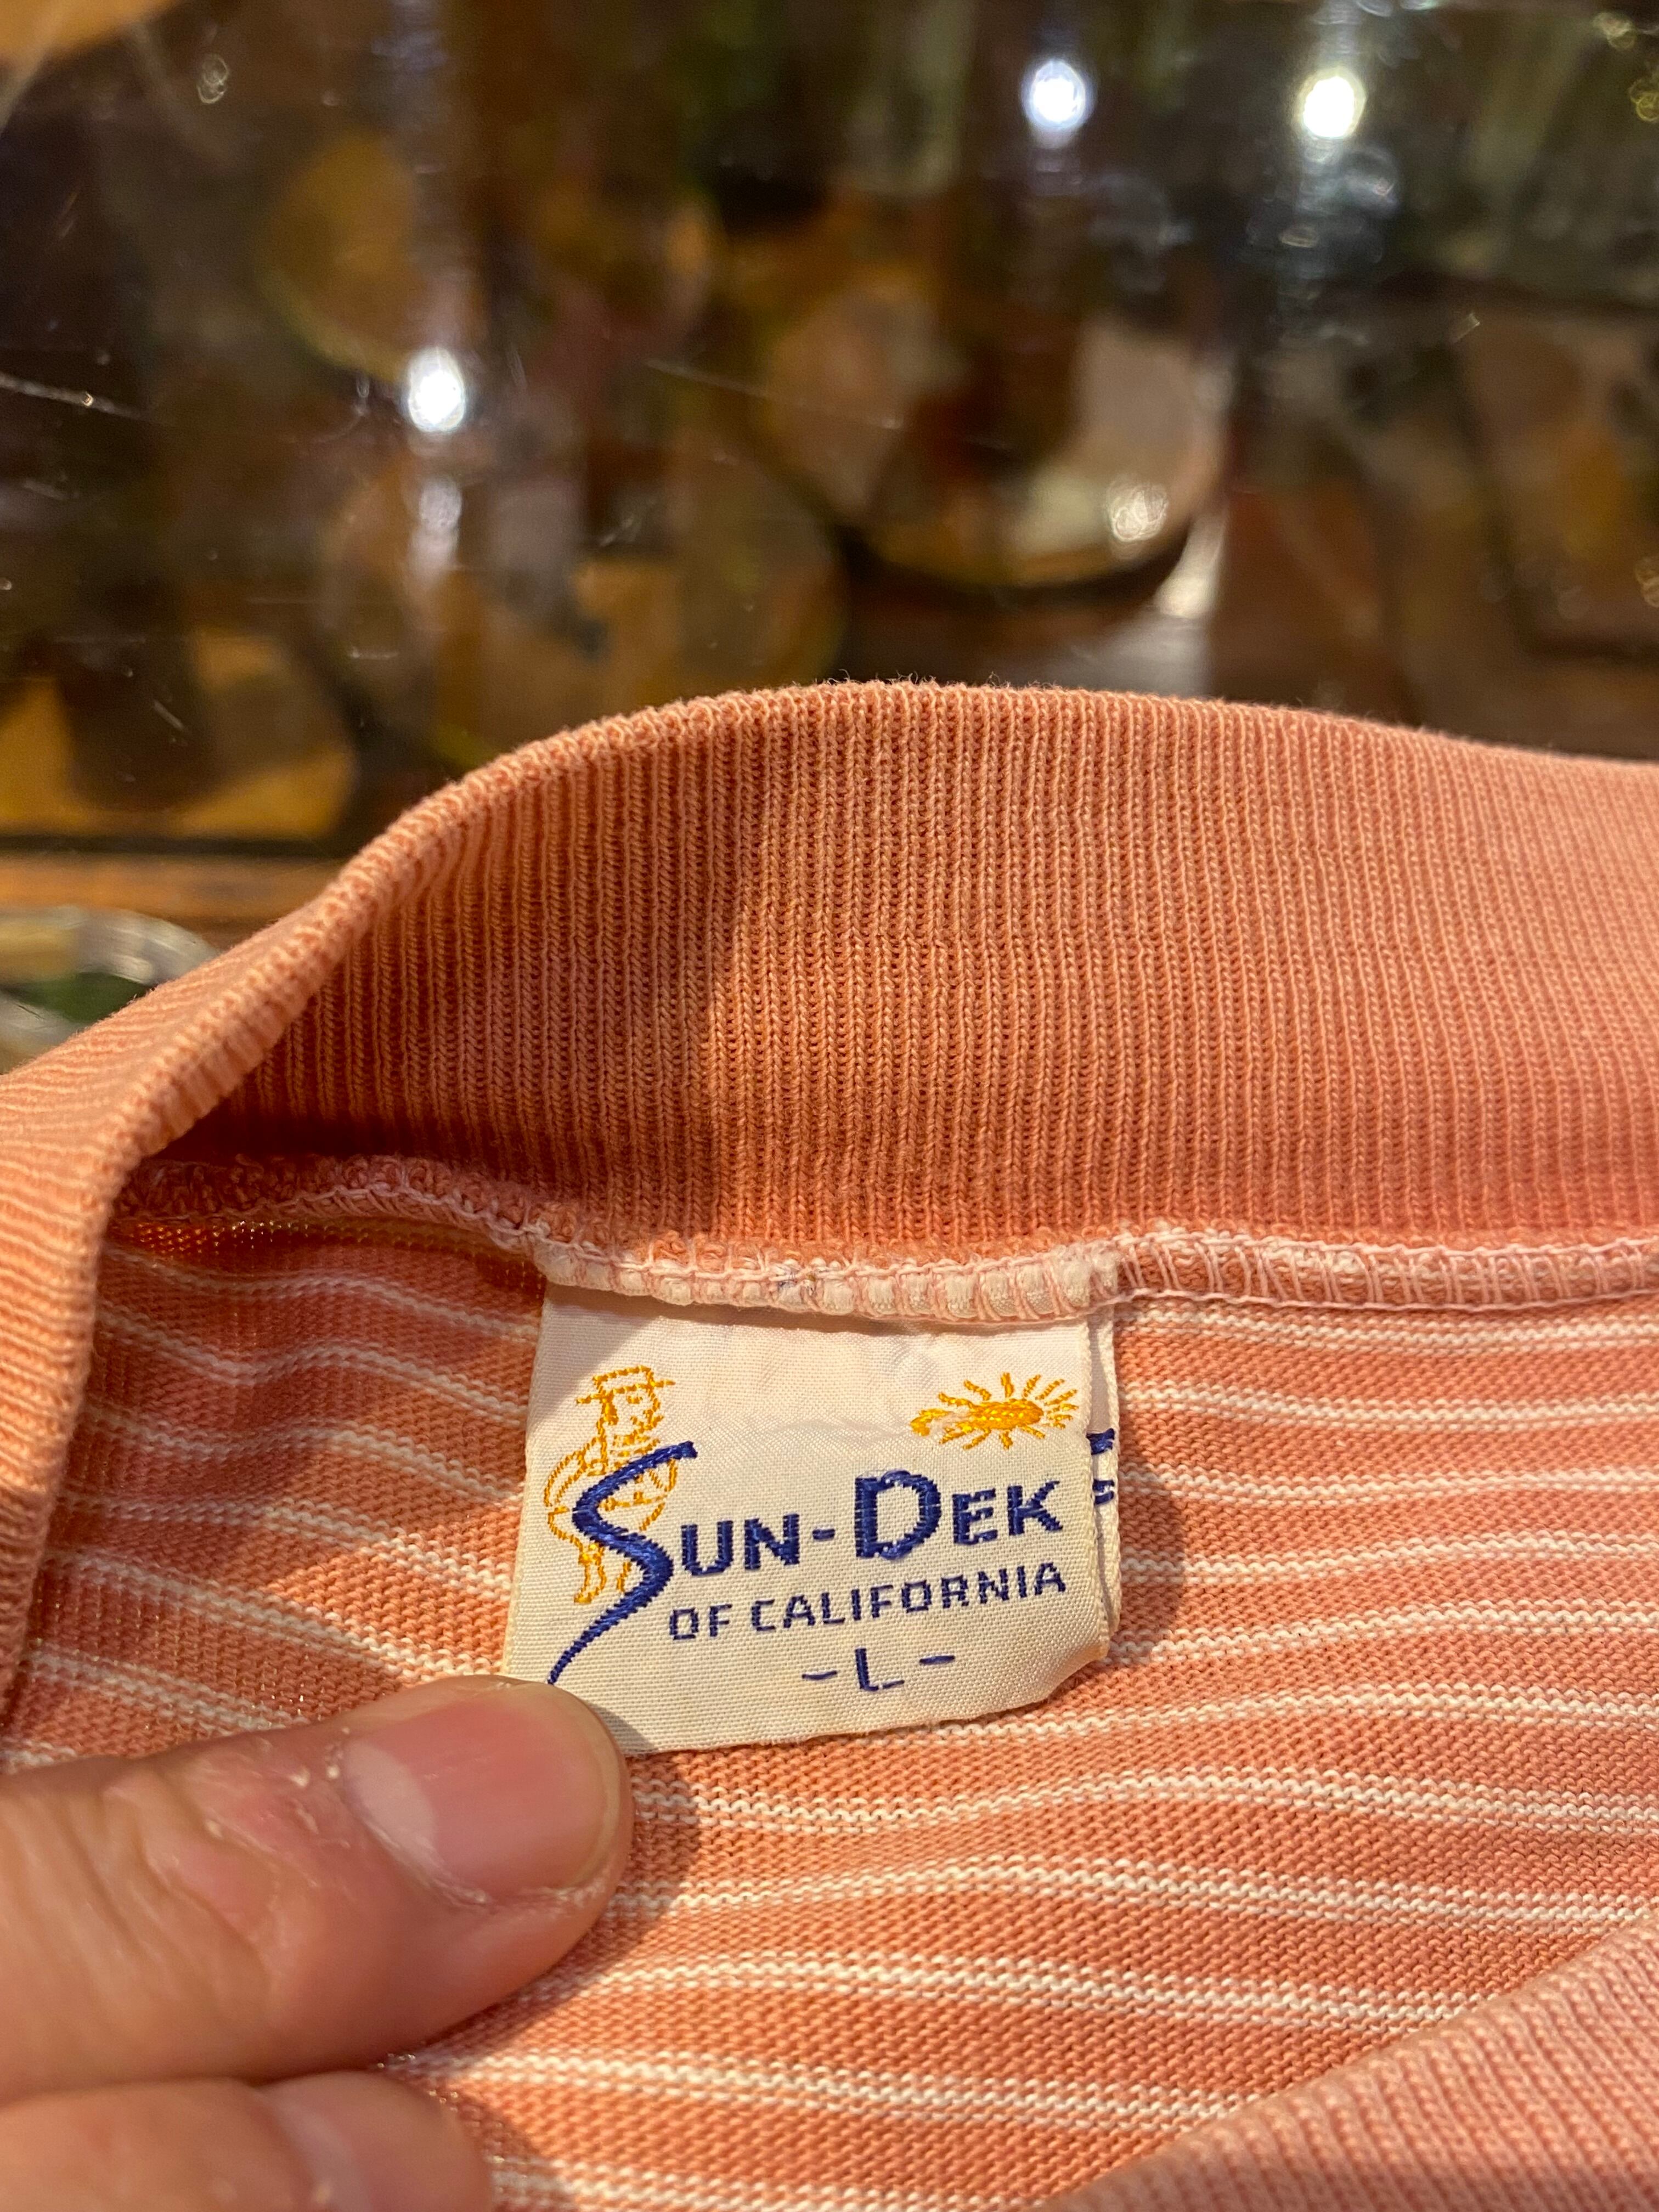 SUN-DEK
OF CALIFORNIA
-L-